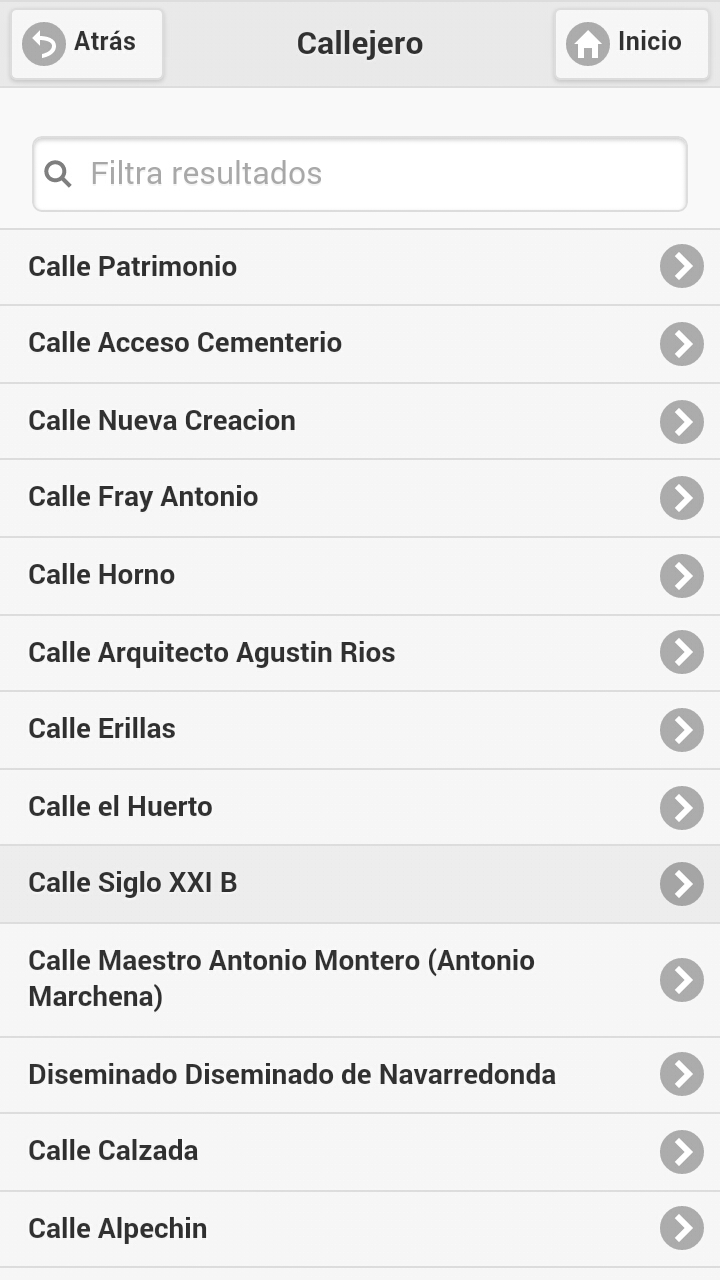 Atrás
Callejero
Inicio
Filtra resultados
Calle Patrimonio
Calle Acceso Cementerio
Calle Nueva Creacion
Calle Fray Antonio
Calle Horno
Calle Arquitecto Agustin Rios
Calle Erillas
Calle el Huerto
Calle Siglo XXI B
Calle Maestro Antonio Montero (Antonio
Marchena)
Diseminado Diseminado de Navarredonda
Calle Calzada
Calle Alpechin